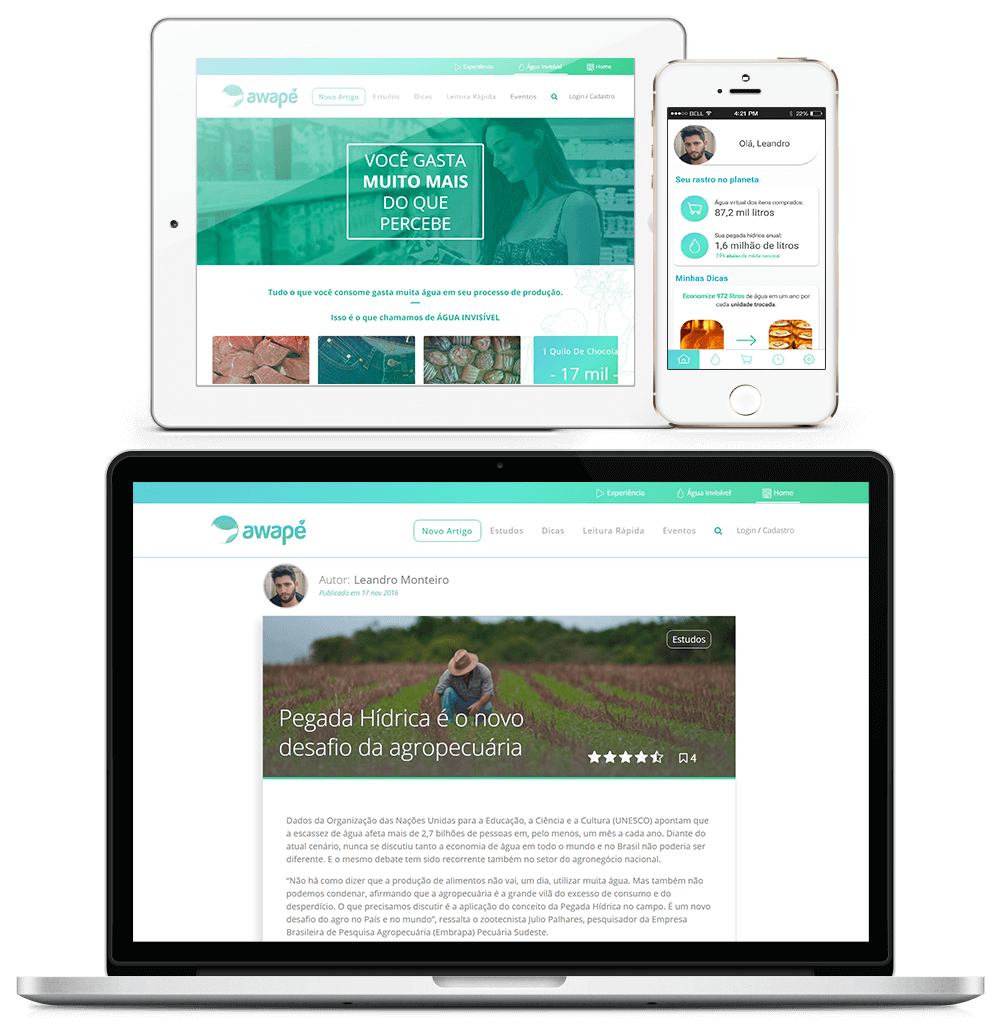 Experiência
Água Invisível
Home
awapé
Novo Artigo
Estudos
Dicas
Leitura Rápida
Eventos
Login / Cadastro
VOCÊ GASTA
MUITO MAIS
DO QUE
PERCEBE
Tudo o que você consome gasta muita água em seu processo de produção.
Isso é o que chamamos de ÁGUA INVISÍVEL
1 Quilo De Chocola
- 17 mil -
BELL
4:21 PM
22%
Olá, Leandro
Seu rastro no planeta
Água virtual dos itens comprados:
87,2 mil litros
Sua pegada hídrica anual:
1,6 milhão de litros
19% abaixo da média nacional
Minhas Dicas
Economize 972 litros de água em um ano por
cada unidade trocada.
Experiência
Água Invisível
Home
awapé
Novo Artigo
Estudos
Dicas
Leitura Rápida
Eventos
Login / Cadastro
Autor: Leandro Monteiro
Publicado em 17 nov 2016
Estudos
Pegada Hídrica é o novo
desafio da agropecuária
4
Dados da Organização das Nações Unidas para a Educação, a Ciência e a Cultura (UNESCO) apontam que
a escassez de água afeta mais de 2,7 bilhões de pessoas em, pelo menos, um mês a cada ano. Diante do
atual cenário, nunca se discutiu tanto a economia de água em todo o mundo e no Brasil não poderia ser
diferente. E o mesmo debate tem sido recorrente também no setor do agronegócio nacional.
“Não há como dizer que a produção de alimentos não vai, um dia, utilizar muita água. Mas também não
podemos condenar, afirmando que a agropecuária é a grande vilã do excesso de consumo e do
desperdício. O que precisamos discutir é a aplicação do conceito da Pegada Hídrica no campo. É um novo
desafio do agro no País e no mundo”, ressalta o zootecnista Julio Palhares, pesquisador da Empresa
Brasileira de Pesquisa Agropecuária (Embrapa) Pecuária Sudeste.